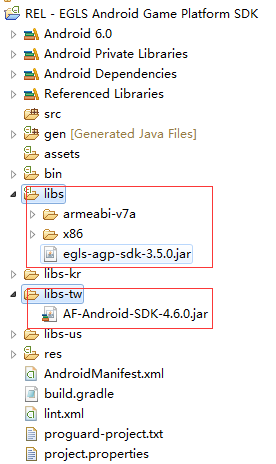 REL - EGLS Android Game Platform SDK
Android 6.0
Android Private Libraries
Android Dependencies
Referenced Libraries
src
gen [Generated Java Files]
assets
bin
libs
armeabi-v7a
x86
egls-agp-sdk-3.5.0.jar
libs-kr
libs-tw
AF-Android-SDK-4.6.0.jar
libs-us
res
AndroidManifest.xml
build.gradle
lint.xml
proguard-project.txt
project.properties